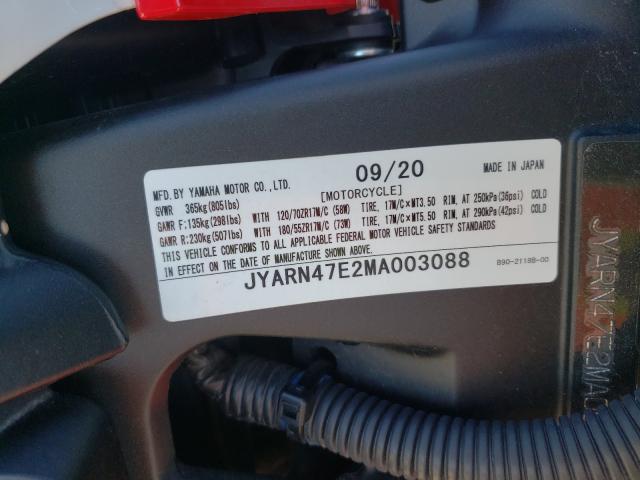 09/20 MADE IN JAPAN
MFD.BY YAMAHA MOTOR CO.,LTD.
[MOTORCYCLE]
GVWR 365kg(805lbs)
GAWR F:135kg(298lbs) WITH 120/70ZR17M/C (58W) TIRE, 17M/C×MT3.50 RIM, AT 250kPa(36psi) COLD
GAWR R:230kg(507lbs) WITH 180/55ZR17M/C (73W) TIRE, 17M/C×MT5.50 RIM, AT 290kPa(42psi) COLD
THIS VEHICLE CONFORMS TO ALL APPLICABLE FEDERAL MOTOR VEHICLE SAFETY STANDARDS
IN EFFECT ON THE DATE OF MANUFACTURE SHOWN ABOVE.
JYARN47E2MA003088 B90-2118B-00
JYARN47E2MA0